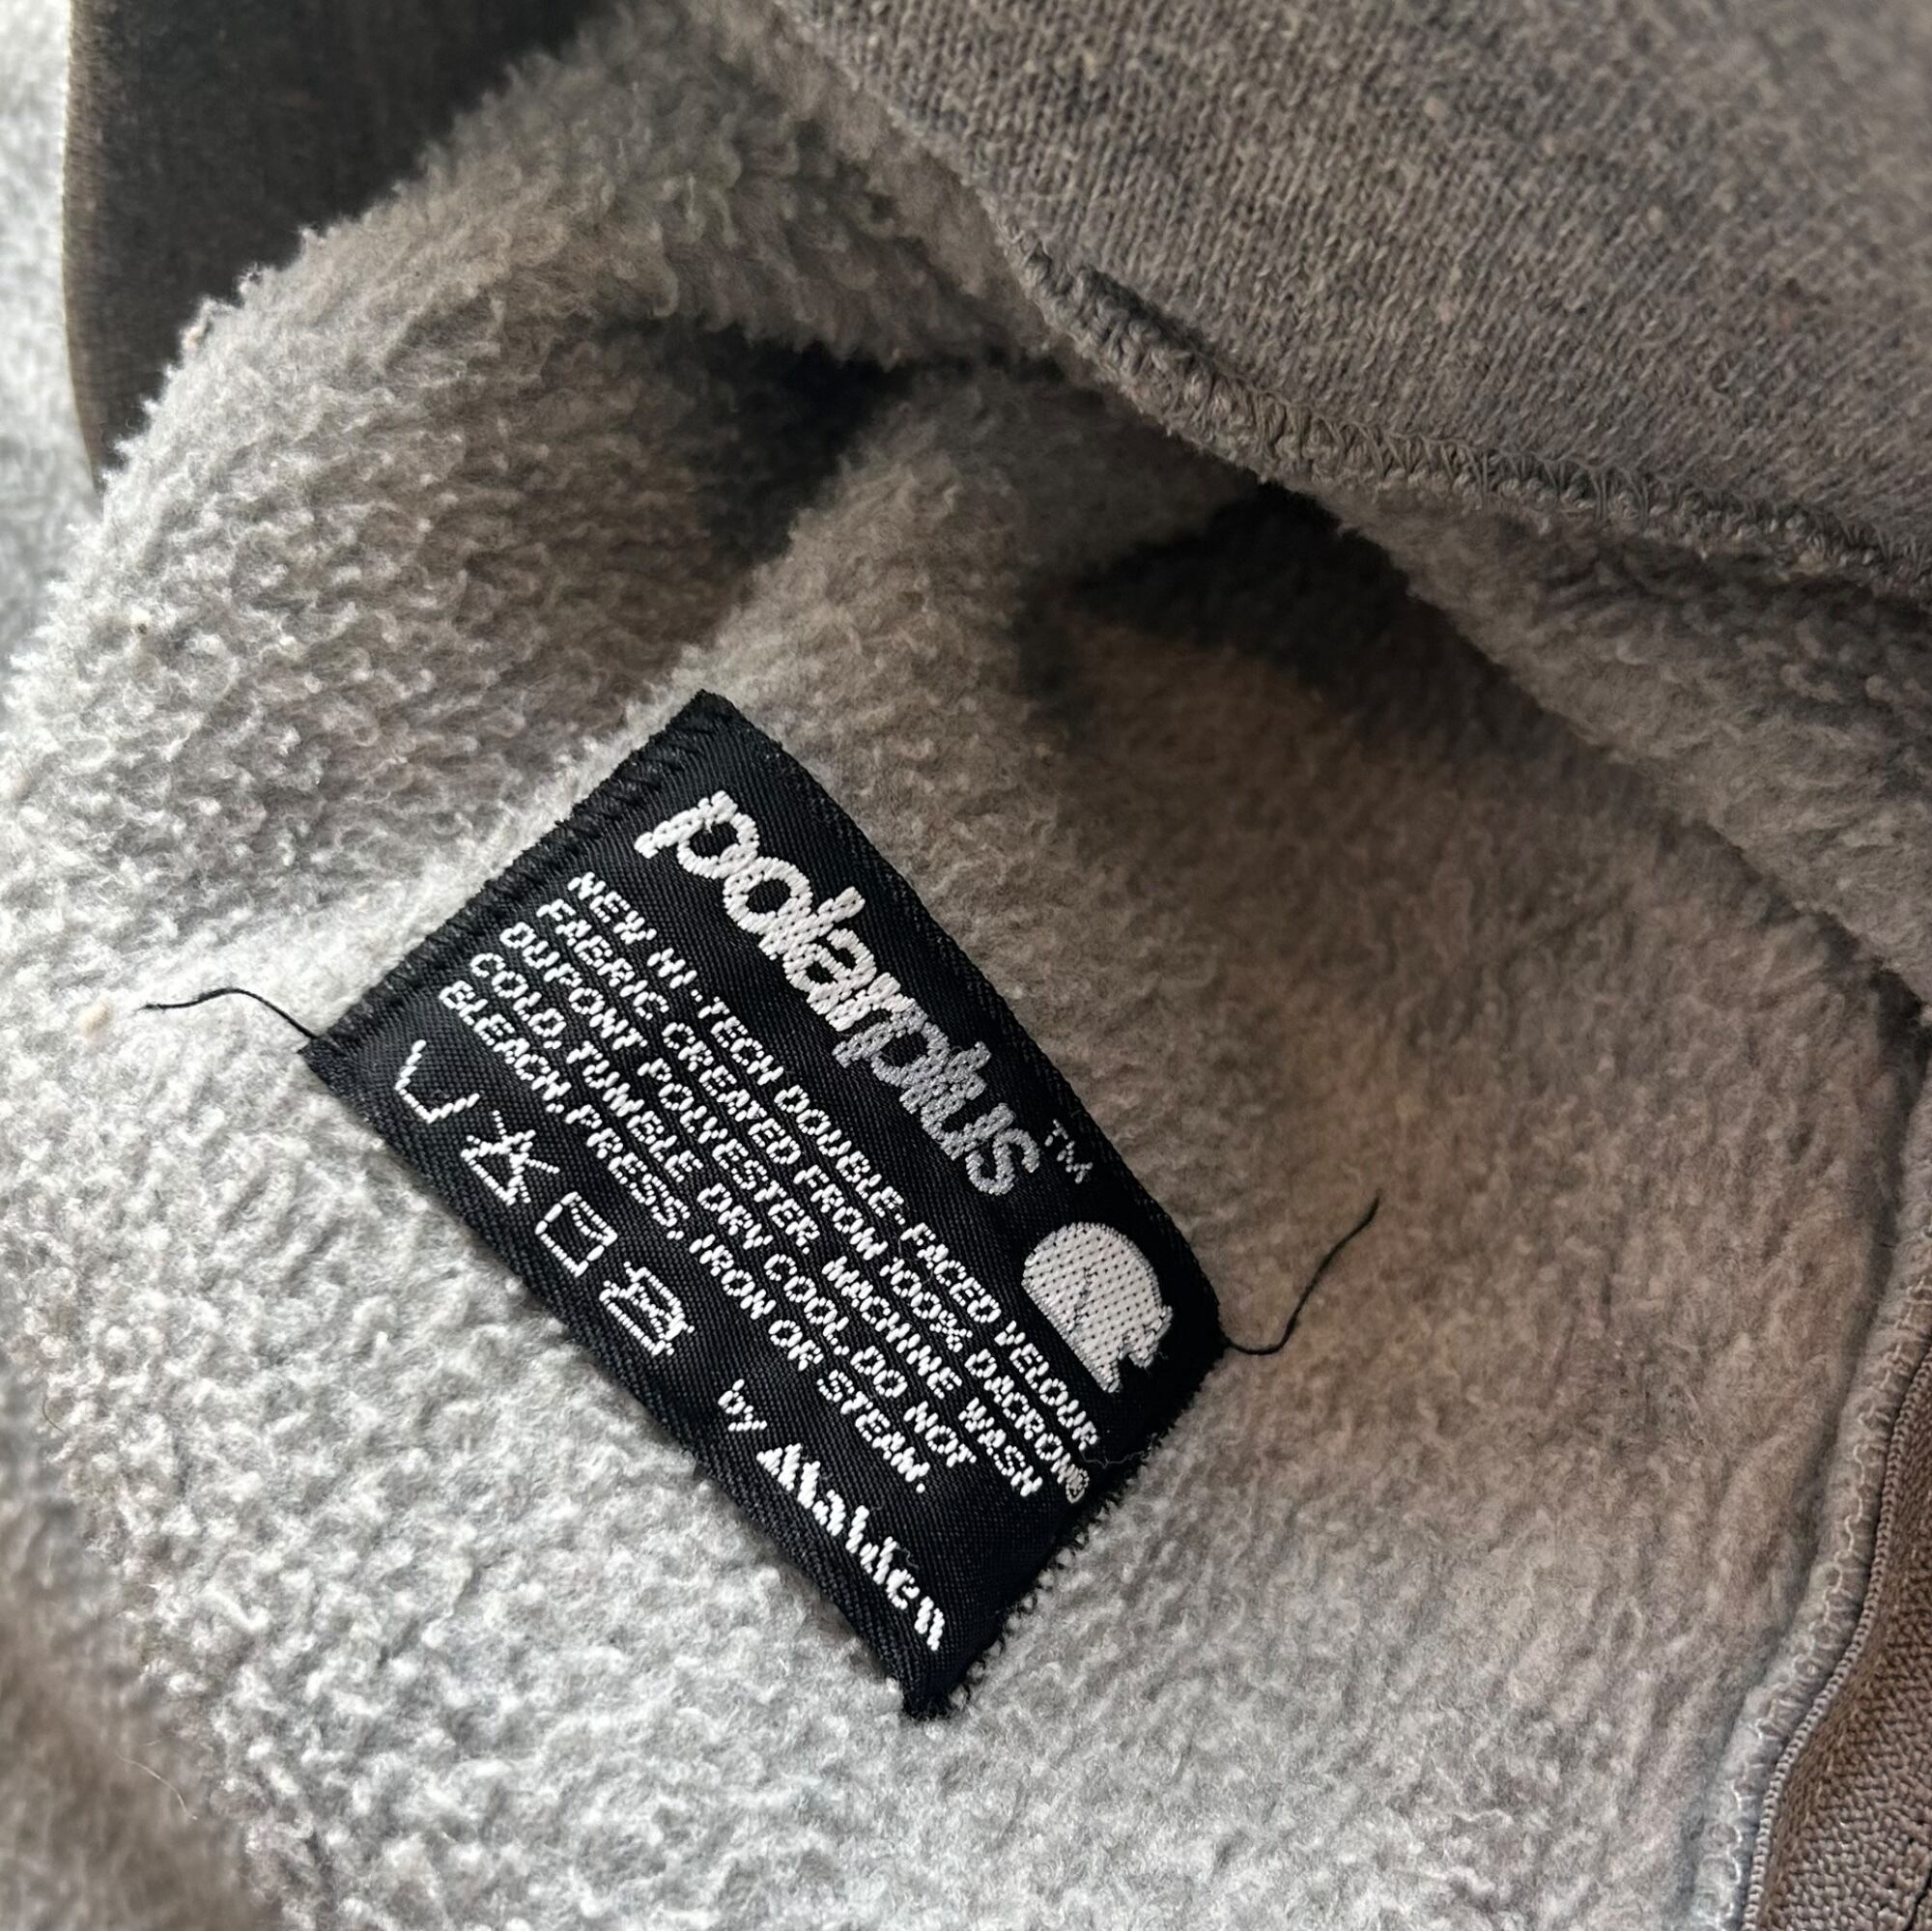 polarplus™
NEW HI-TECH DOUBLE-FACED VELOUR
FABRIC CREATED FROM 100% DACRON®
DUPONT POLYESTER. MACHINE WASH
COLD, TUMBLE DRY COOL. DO NOT
BLEACH, PRESS, IRON OR STEAM.
by Malden